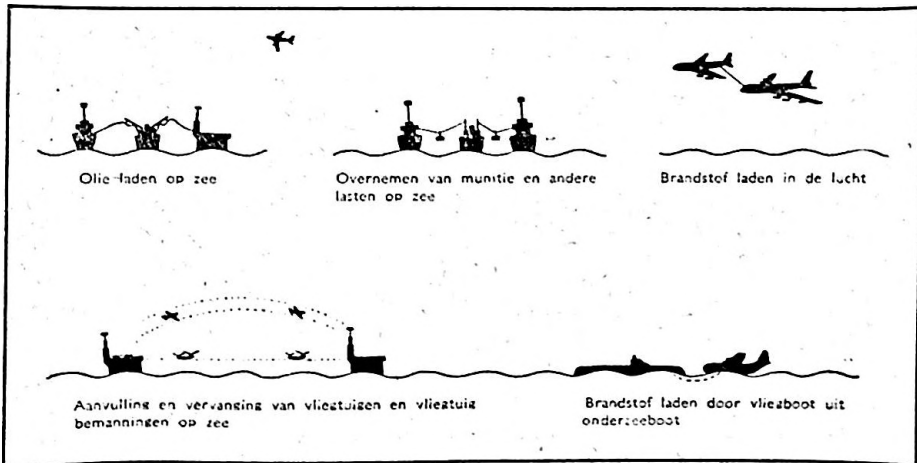 Olie laden op zee
Overnemen van munitie en andere
lasten op zee
Brandstof laden in de lucht
Aanvulling en vervanging van vliegtuigen en vliegtuig
bemanningen op zee
Brandstof laden door vliegboot uit
onderzeeboot